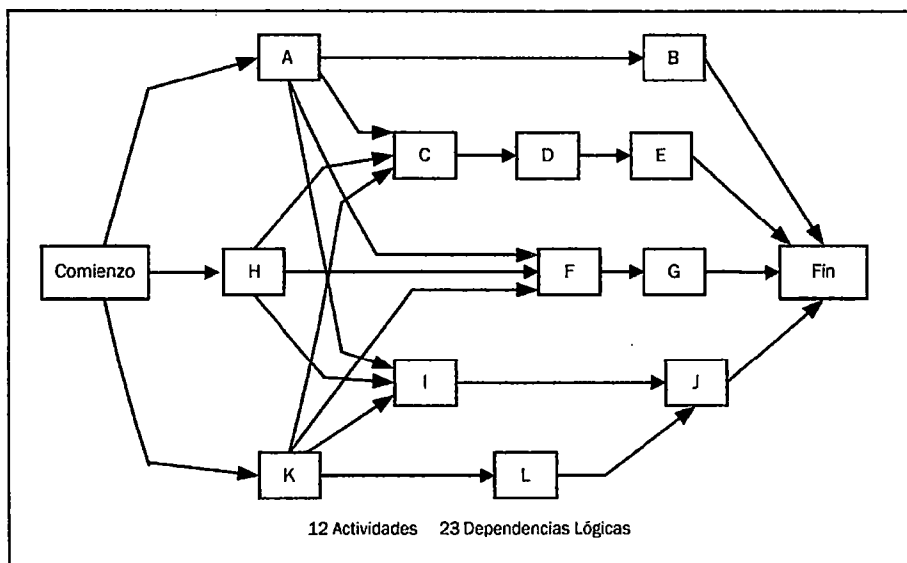 A
B
C
D
E
Comienzo
H
F
G
Fin
I
J
K
L
12 Actividades 23 Dependencias Lógicas